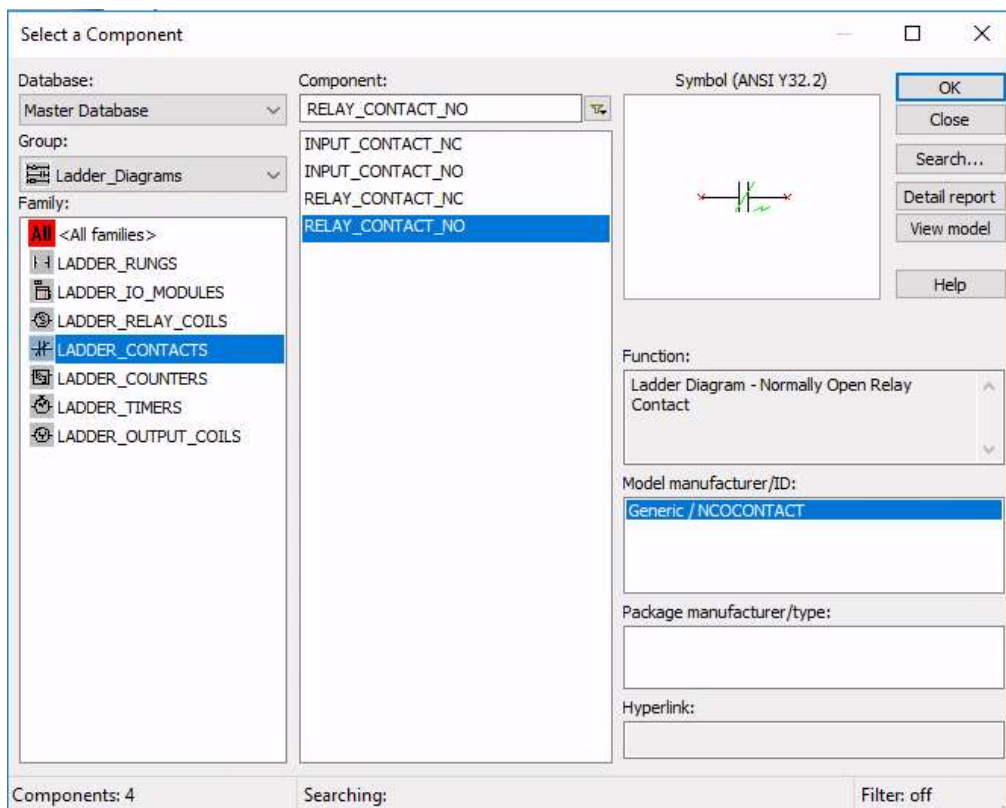 Select a Component
Database:
Master Database
Group:
Ladder_Diagrams
Family:
All <All families>
LADDER_RUNGS
LADDER_IO_MODULES
LADDER_RELAY_COILS
LADDER_CONTACTS
LADDER_COUNTERS
LADDER_TIMERS
LADDER_OUTPUT_COILS
Component:
RELAY_CONTACT_NO
INPUT_CONTACT_NC
INPUT_CONTACT_NO
RELAY_CONTACT_NC
RELAY_CONTACT_NO
Symbol (ANSI Y32.2)
OK
Close
Search...
Detail report
View model
Help
Function:
Ladder Diagram - Normally Open Relay
Contact
Model manufacturer/ID:
Generic / NCOCONTACT
Package manufacturer/type:
Hyperlink:
Components: 4
Searching:
Filter: off